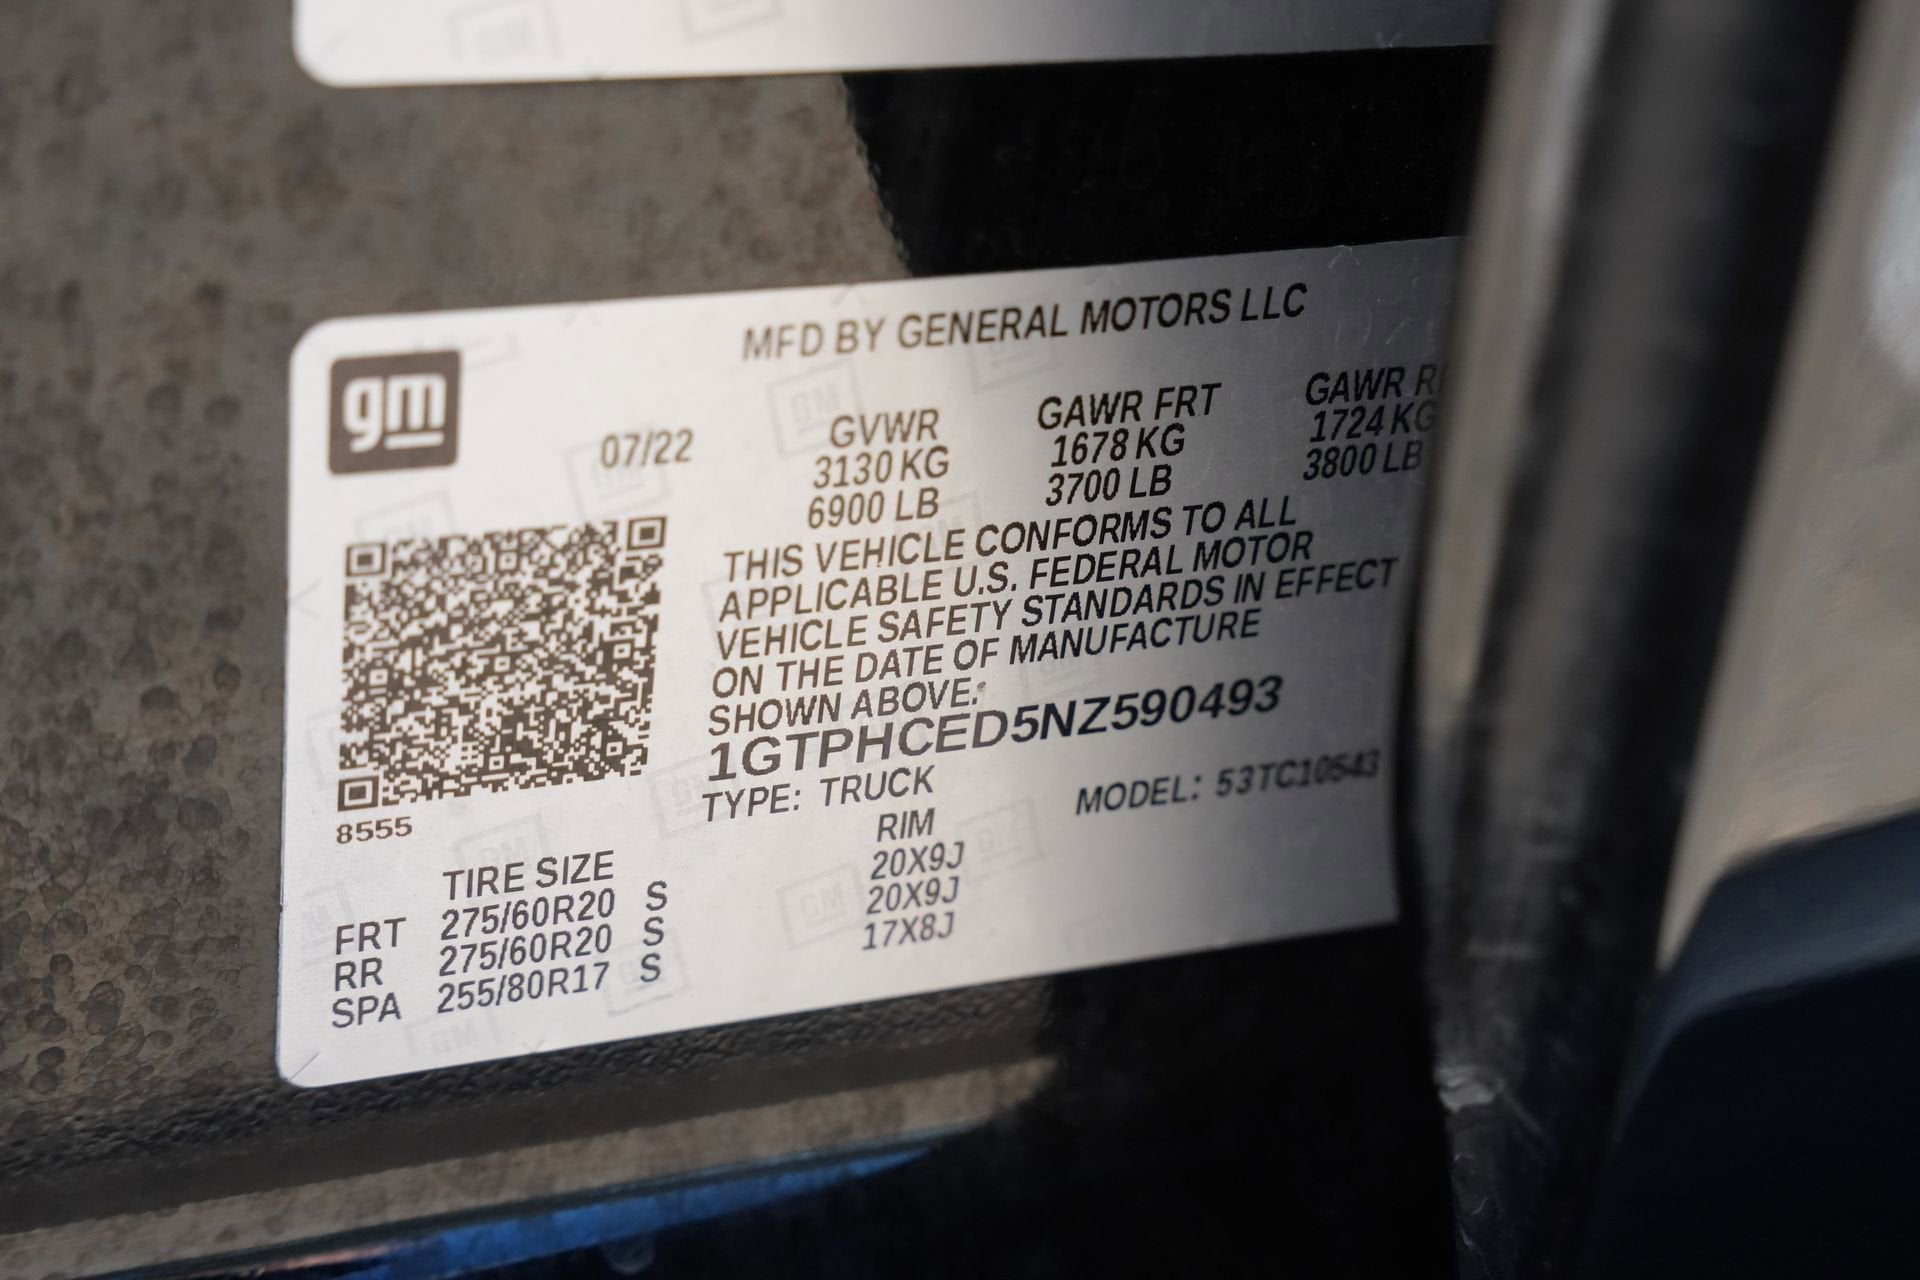 MFD BY GENERAL MOTORS LLC
gm
07/22 GVWR GAWR FRT GAWR
3130 KG 1678 KG 1724 KG
6900 LB 3700 LB 3800 LB
THIS VEHICLE CONFORMS TO ALL
APPLICABLE U.S. FEDERAL MOTOR
VEHICLE SAFETY STANDARDS IN EFFECT
ON THE DATE OF MANUFACTURE
SHOWN ABOVE.
1GTPHCED5NZ590493
TYPE: TRUCK MODEL: 53TC10543
8555
TIRE SIZE RIM
FRT 275/60R20 S 20X9J
RR 275/60R20 S 20X9J
SPA 255/80R17 S 17X8J